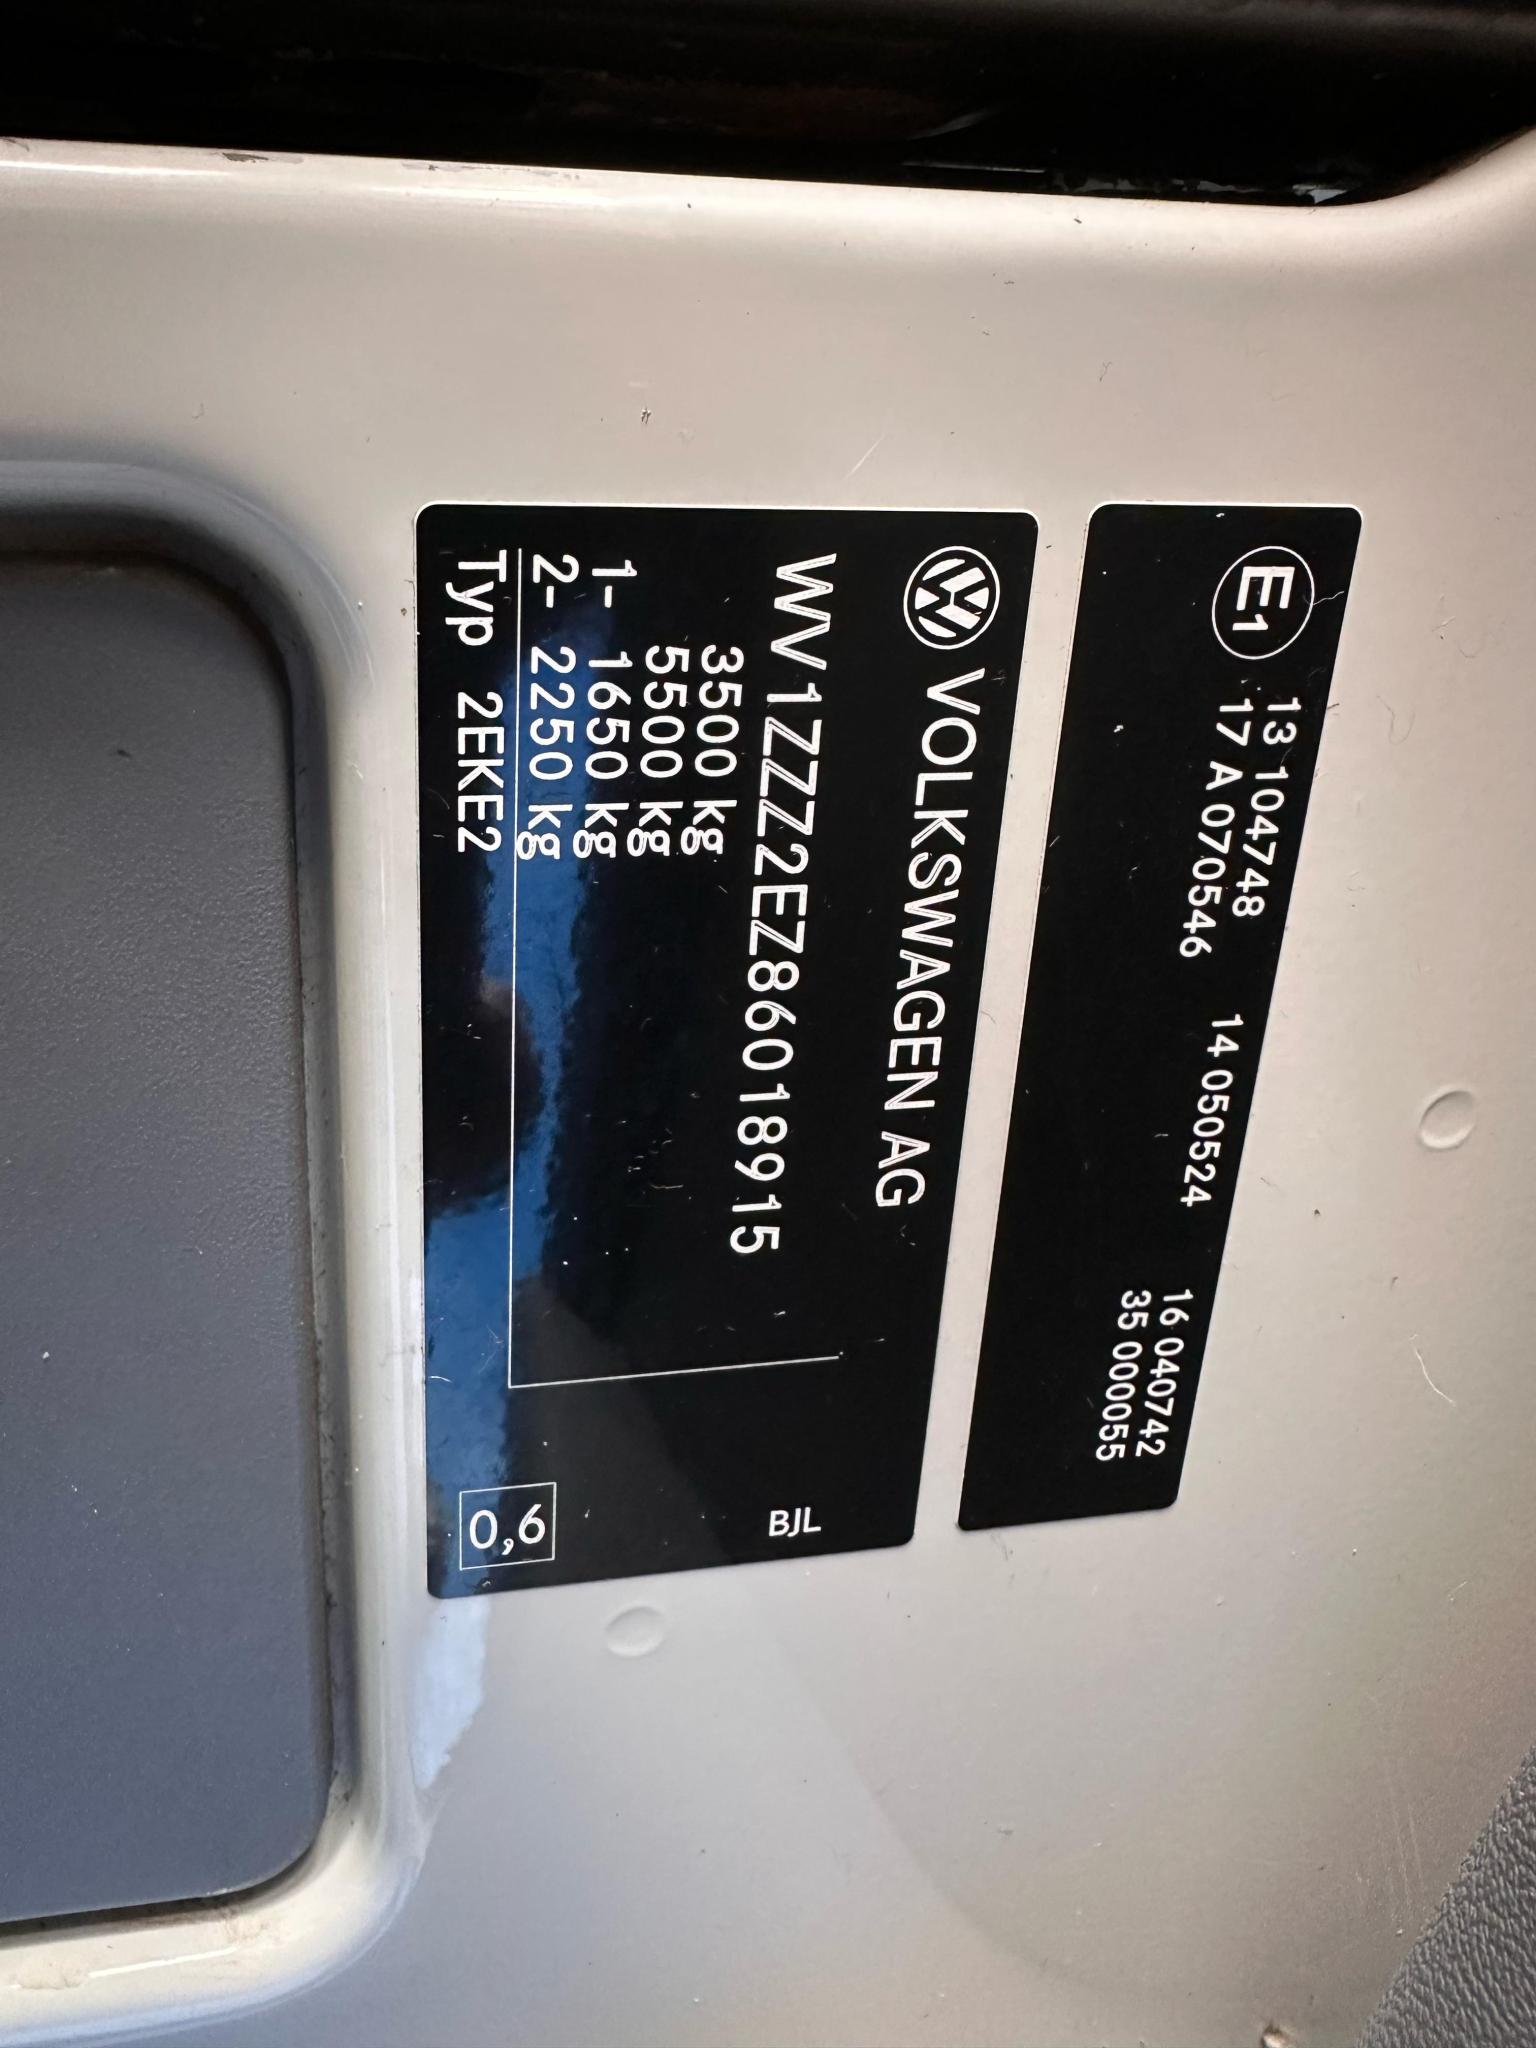 E1
13 104748
17 A 070546
14 050524
16 040742
35 000055
VOLKSWAGEN AG
WV1ZZZ2EZ86018915
BJL
3500 kg
5500 kg
1- 1650 kg
2- 2250 kg
Typ 2EKE2
0,6